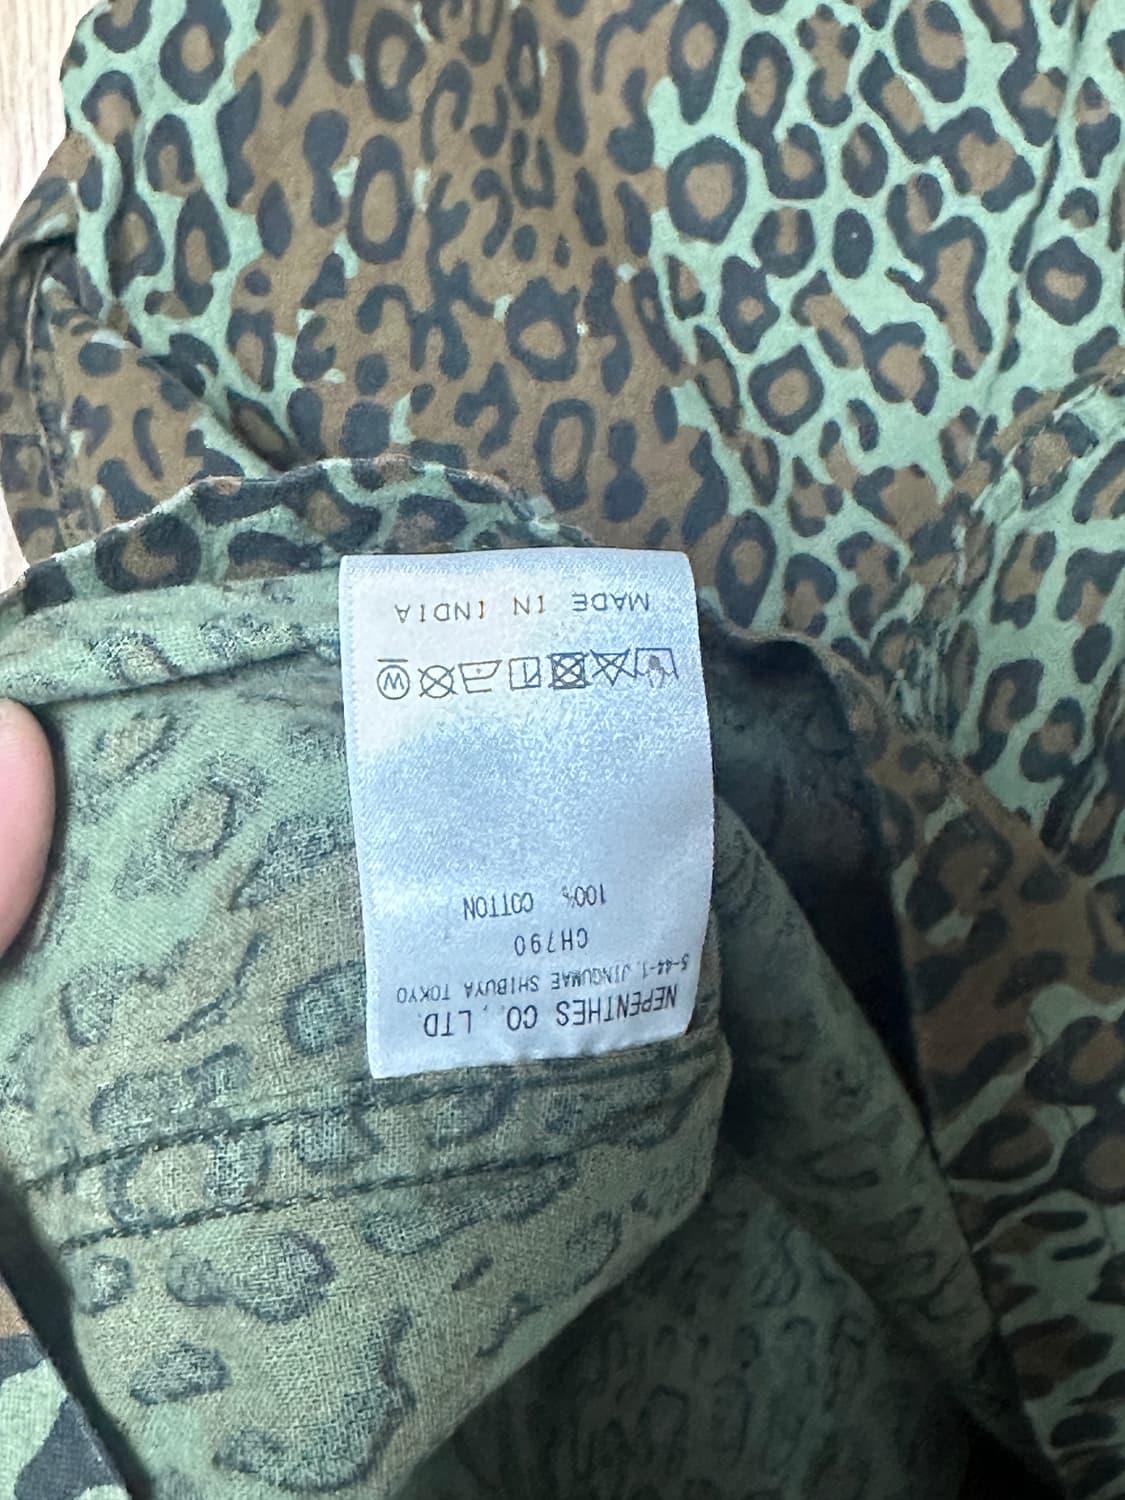 NEPENTHES CO., LTD.
5-44-1, JINGUMAE SHIBUYA TOKYO
CH790
100% COTTON
W
MADE IN INDIA